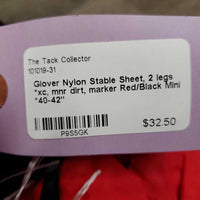 The Tack Collector
101019-31
Glover Nylon Stable Sheet, 2 legs
*xc, mnr dirt, marker Red/Black Mini
*40-42"
P9S5GK
$32.50